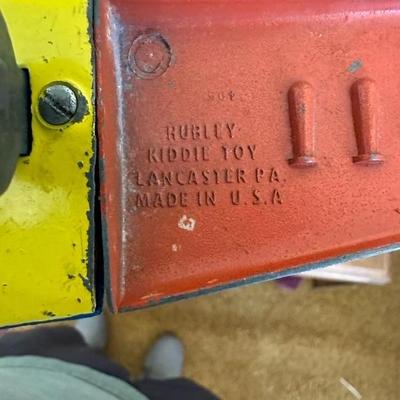 HUBLEY
KIDDIE TOY
LANCASTER PA.
MADE IN U.S.A